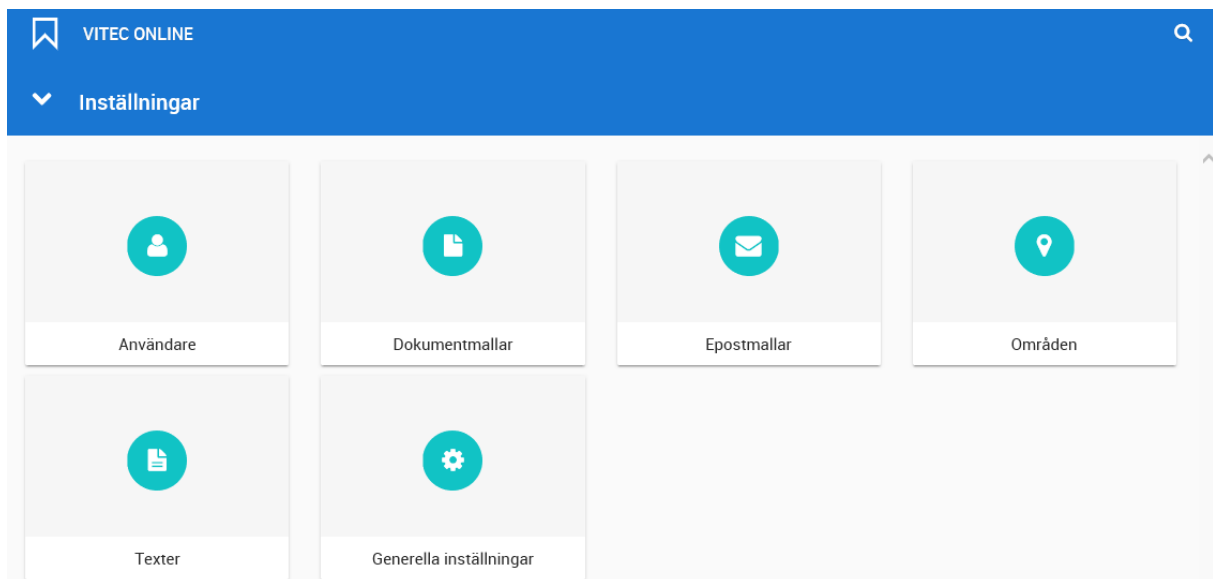 VITEC ONLINE
Inställningar
Användare
Dokumentmallar
Epostmallar
Områden
Texter
Generella inställningar